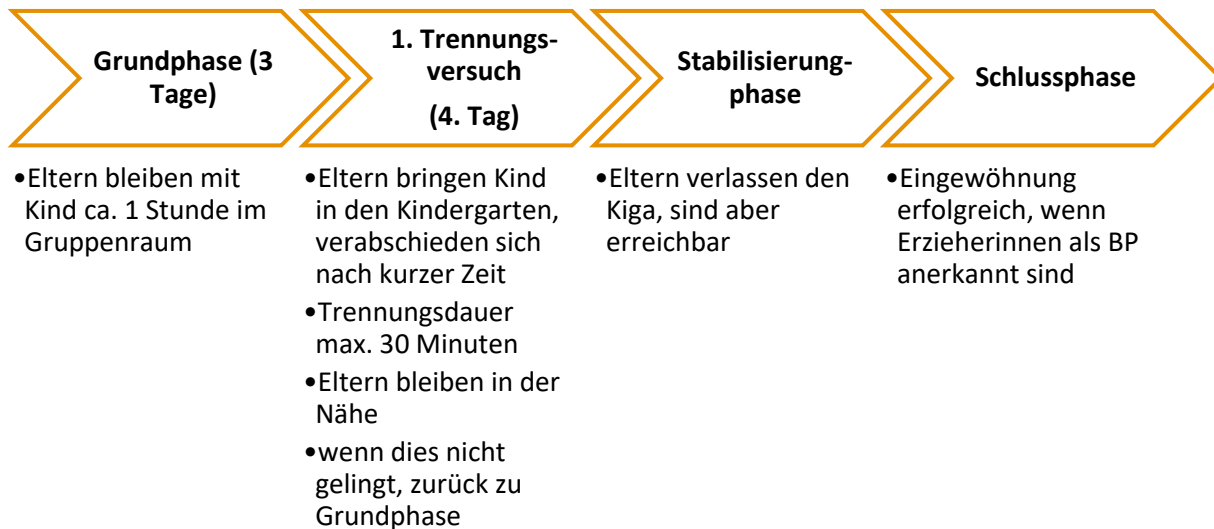 Grundphase (3
Tage)
•Eltern bleiben mit
Kind ca. 1 Stunde im
Gruppenraum
1. Trennungs-
versuch
(4. Tag)
•Eltern bringen Kind
in den Kindergarten,
verabschieden sich
nach kurzer Zeit
•Trennungsdauer
max. 30 Minuten
•Eltern bleiben in der
Nähe
•wenn dies nicht
gelingt, zurück zu
Grundphase
Stabilisierung-
phase
•Eltern verlassen den
Kiga, sind aber
erreichbar
Schlussphase
•Eingewöhnung
erfolgreich, wenn
Erzieherinnen als BP
anerkannt sind